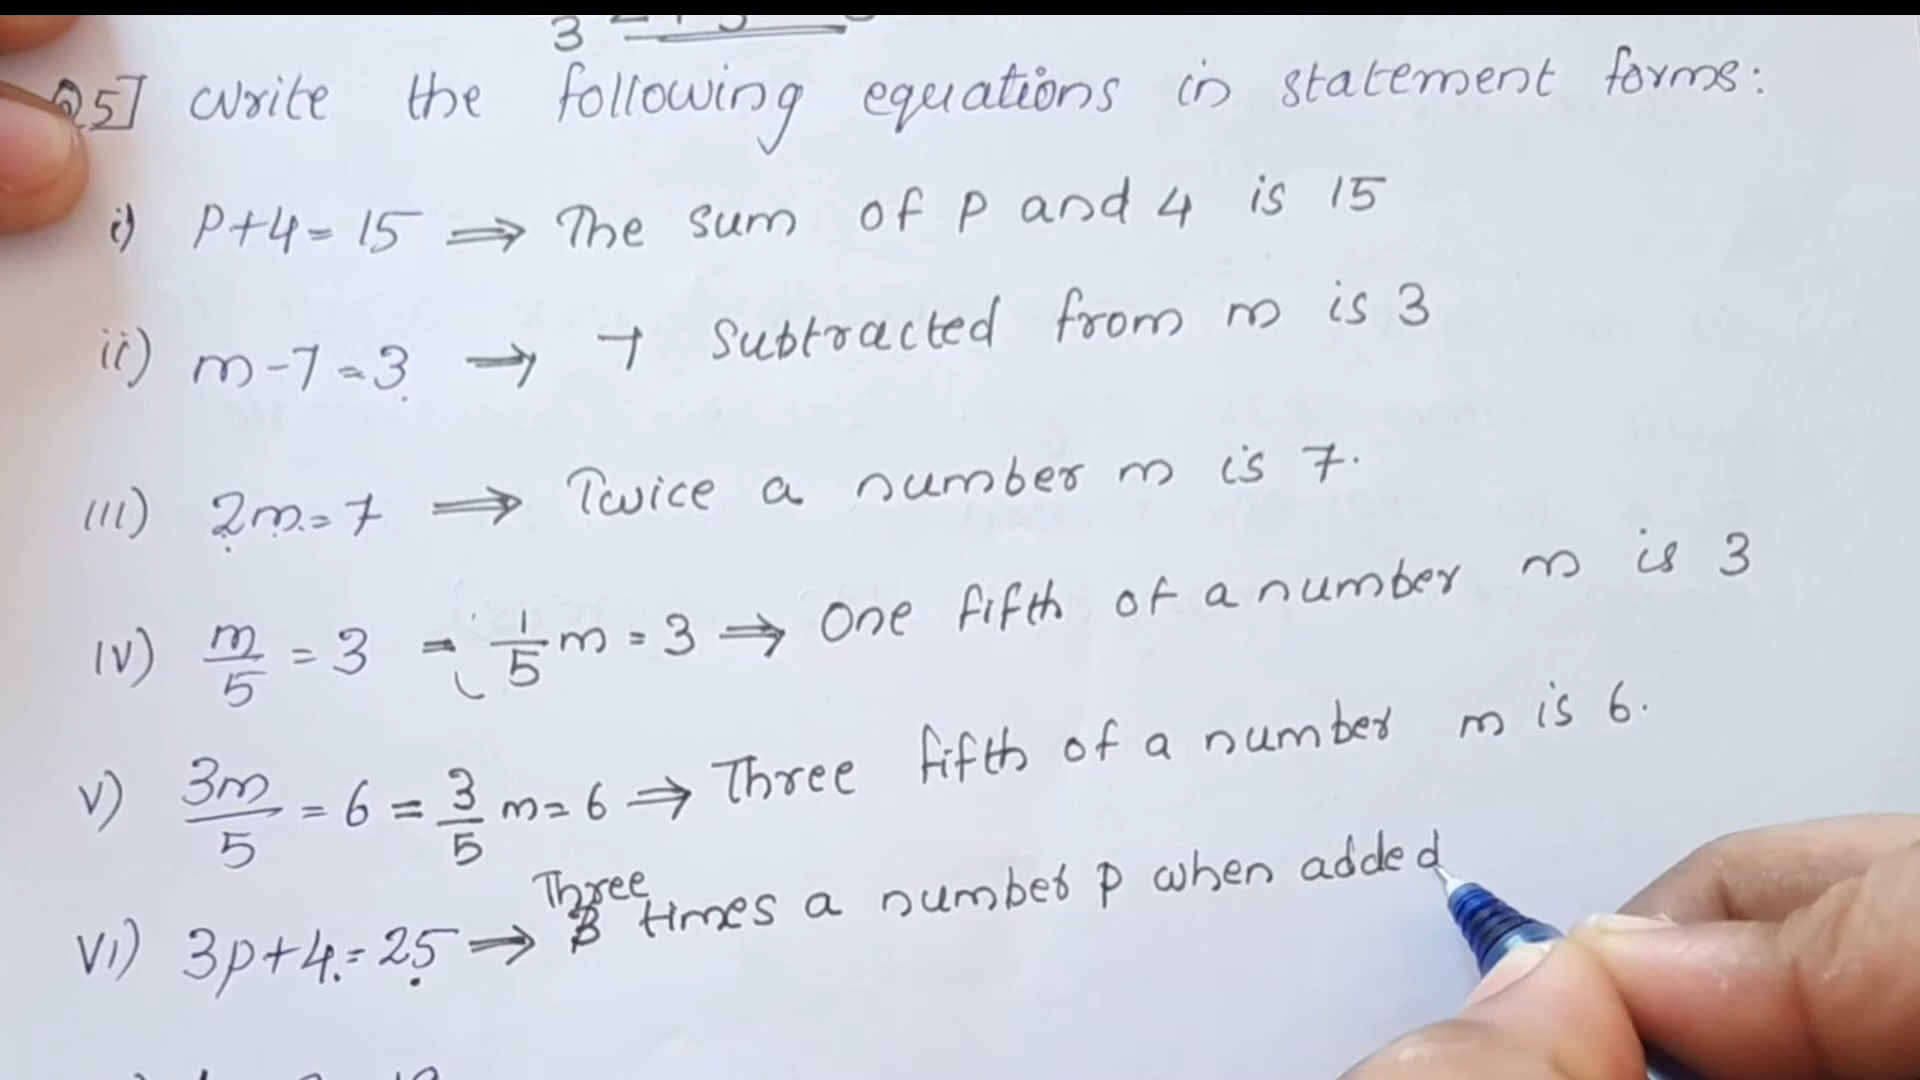 3
Q5] Write the following equations in statement forms:
i) P+4=15 ⇒ The sum of P and 4 is 15
ii) m-7=3 → 7 subtracted from m is 3
iii) 2m=7 ⇒ Twice a number m is 7.
iv) m/5 = 3 = 1/5 m = 3 ⇒ One fifth of a number m is 3
v) 3m/5 = 6 = 3/5 m = 6 ⇒ Three fifth of a number m is 6.
vi) 3p+4=25 ⇒ Three times a number p when added